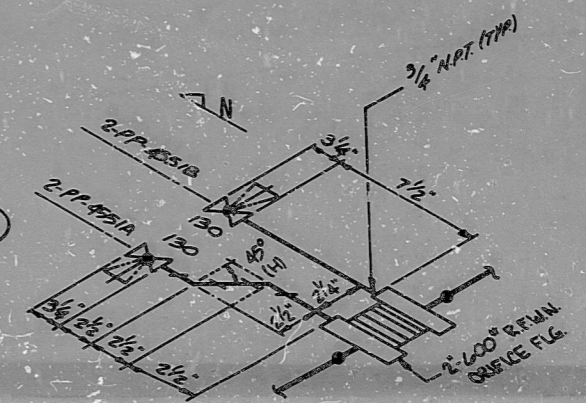 3/4" N.P.T. (TYP)
N
2-PP-4551B
3 1/4"
7 1/2"
2-PP-4551A
130
130
45°
(H)
2 1/2"
2 1/4"
3 1/4"
2 1/2"
2 1/2"
2 1/2"
2"-600# R.F.W.N.
ORIFICE FLG.